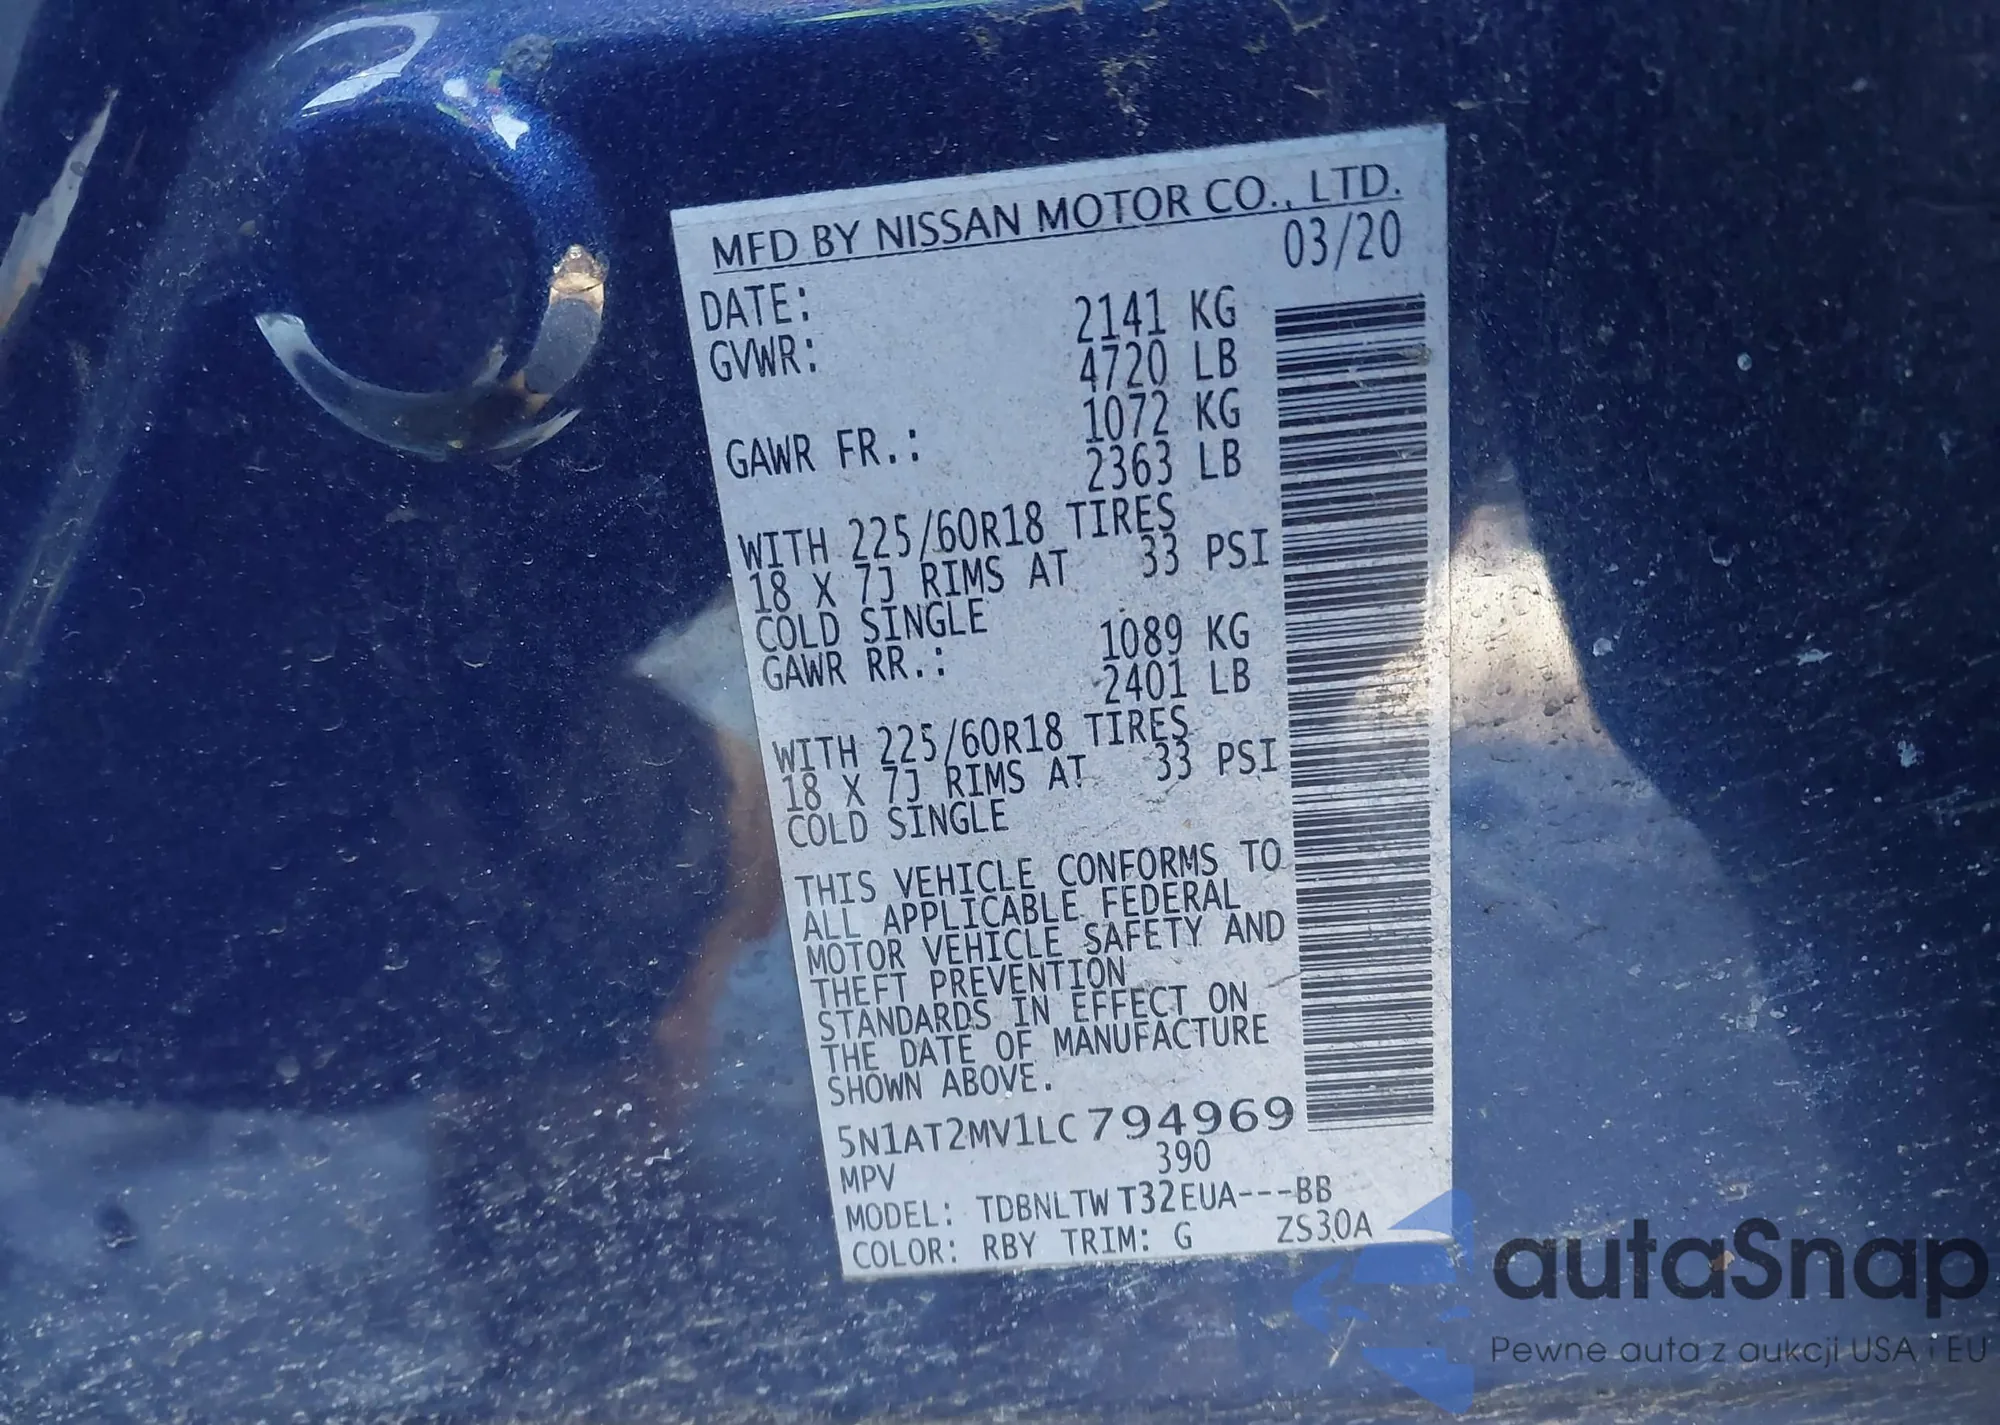 MFD BY NISSAN MOTOR CO., LTD.
DATE: 03/20
GVWR: 2141 KG
4720 LB
GAWR FR.: 1072 KG
2363 LB
WITH 225/60R18 TIRES
18 X 7J RIMS AT 33 PSI
COLD SINGLE
GAWR RR.: 1089 KG
2401 LB
WITH 225/60R18 TIRES
18 X 7J RIMS AT 33 PSI
COLD SINGLE
THIS VEHICLE CONFORMS TO
ALL APPLICABLE FEDERAL
MOTOR VEHICLE SAFETY AND
THEFT PREVENTION
STANDARDS IN EFFECT ON
THE DATE OF MANUFACTURE
SHOWN ABOVE.
5N1AT2MV1LC794969
MPV 390
MODEL: TDBNLTWT32EUA---BB
COLOR: RBY TRIM: G ZS30A
autaSnap
Pewne auta z aukcji USA i EU